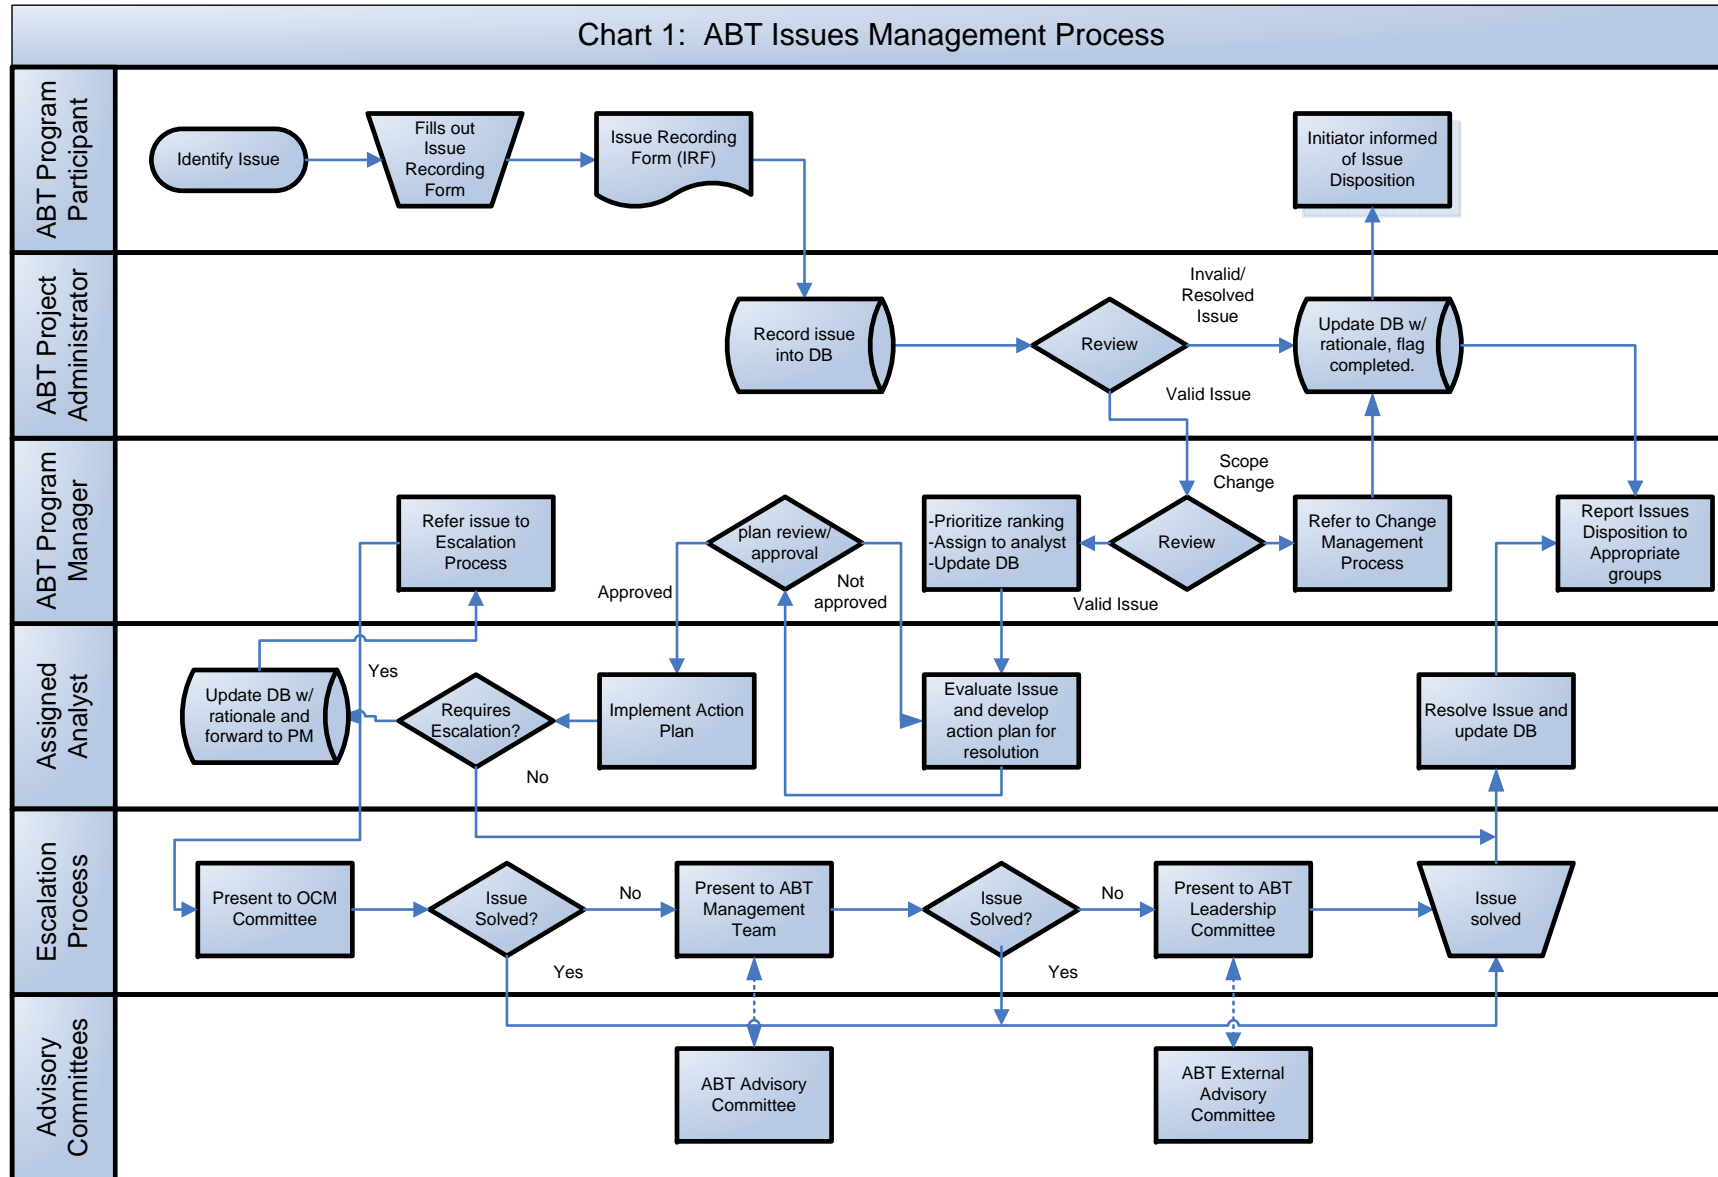 Chart 1:  ABT Issues Management Process
ABT Program
Participant
Identify Issue
Fills out
Issue
Recording
Form
Issue Recording
Form (IRF)
Initiator informed
of Issue
Disposition
ABT Project
Administrator
Record issue
into DB
Review
Invalid/
Resolved
Issue
Valid Issue
Update DB w/
rationale, flag
completed.
ABT Program
Manager
Refer issue to
Escalation
Process
plan review/
approval
Approved
Not
approved
-Prioritize ranking
-Assign to analyst
-Update DB
Review
Valid Issue
Scope
Change
Refer to Change
Management
Process
Report Issues
Disposition to
Appropriate
groups
Assigned
Analyst
Update DB w/
rationale and
forward to PM
Yes
Requires
Escalation?
No
Implement Action
Plan
Evaluate Issue
and develop
action plan for
resolution
Resolve Issue and
update DB
Escalation
Process
Present to OCM
Committee
Issue
Solved?
No
Yes
Present to ABT
Management
Team
Issue
Solved?
No
Yes
Present to ABT
Leadership
Committee
Issue
solved
Advisory
Committees
ABT Advisory
Committee
ABT External
Advisory
Committee